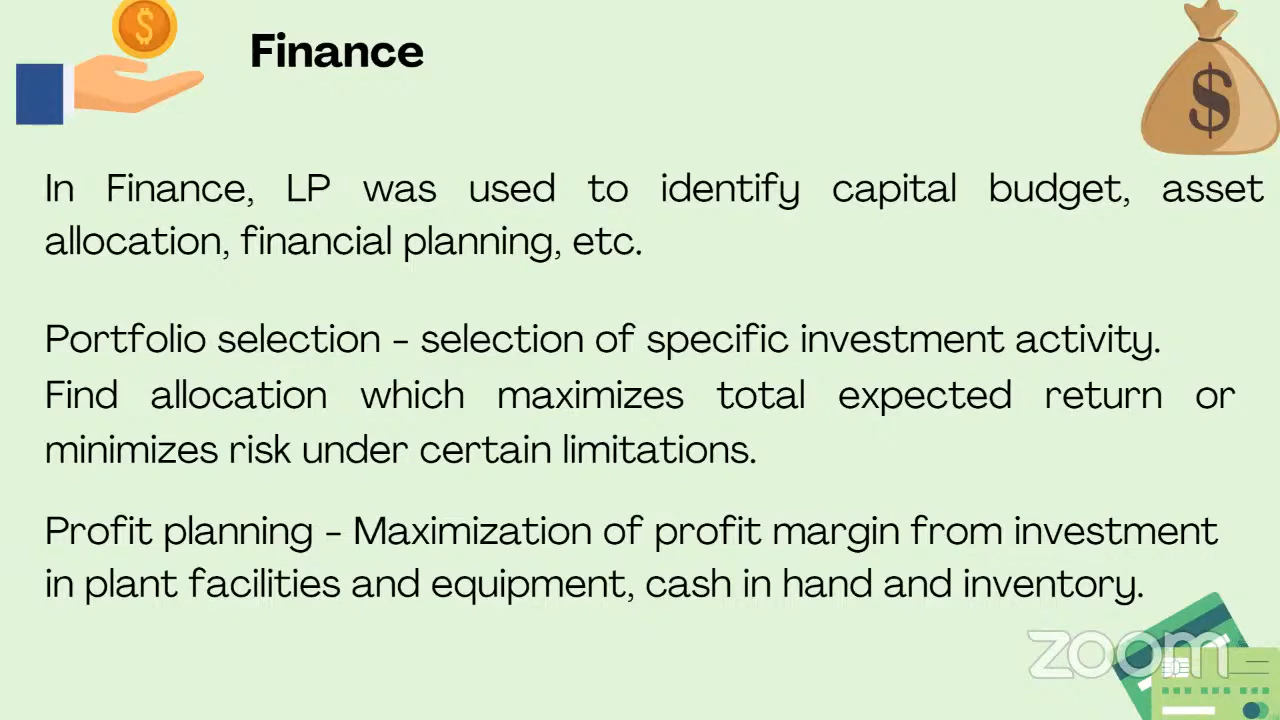 Finance
In Finance, LP was used to identify capital budget, asset
allocation, financial planning, etc.
Portfolio selection - selection of specific investment activity.
Find allocation which maximizes total expected return or
minimizes risk under certain limitations.
Profit planning - Maximization of profit margin from investment
in plant facilities and equipment, cash in hand and inventory.
zoom